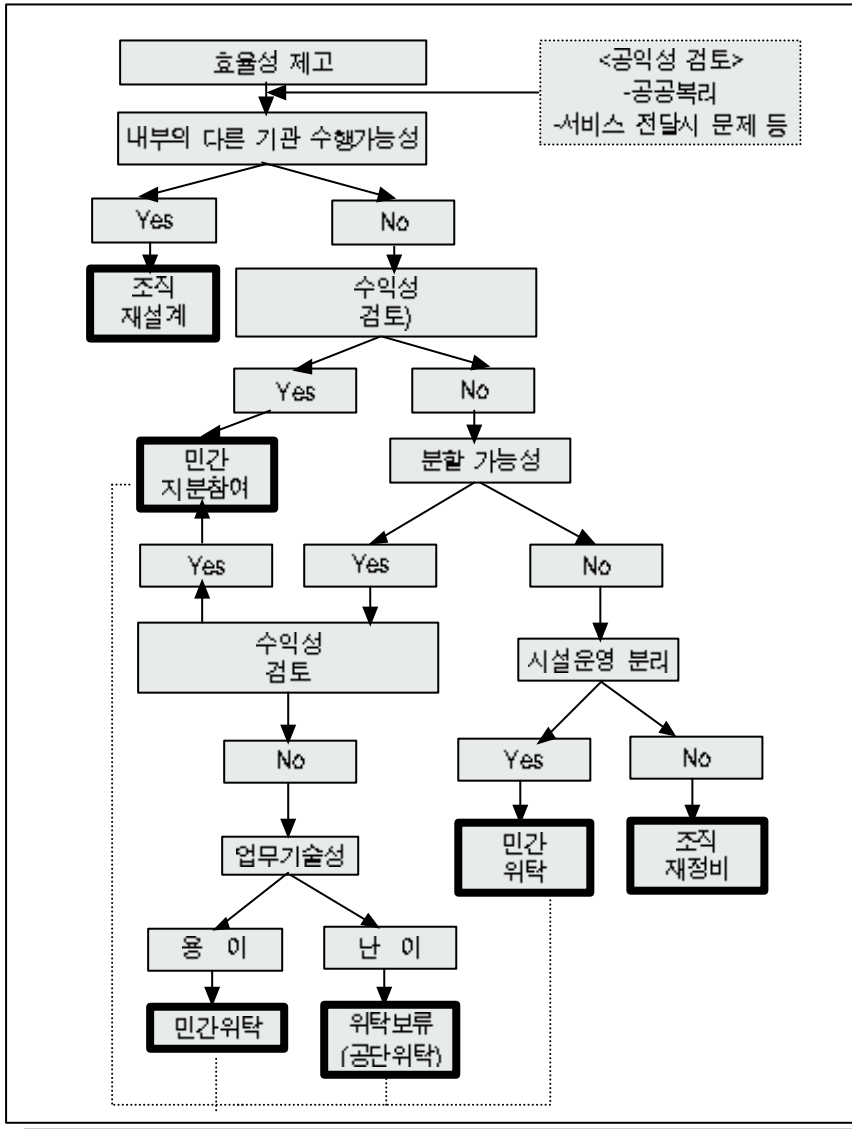 효율성 제고
<공익성 검토>
-공공복리
-서비스 전달시 문제 등
내부의 다른 기관 수행가능성
Yes
No
조직
재설계
수익성
검토)
Yes
No
민간
지분참여
분할 가능성
Yes
Yes
No
수익성
검토
시설운영 분리
No
Yes
No
업무기술성
민간
위탁
조직
재정비
용 이
난 이
민간위탁
위탁보류
(공단위탁)